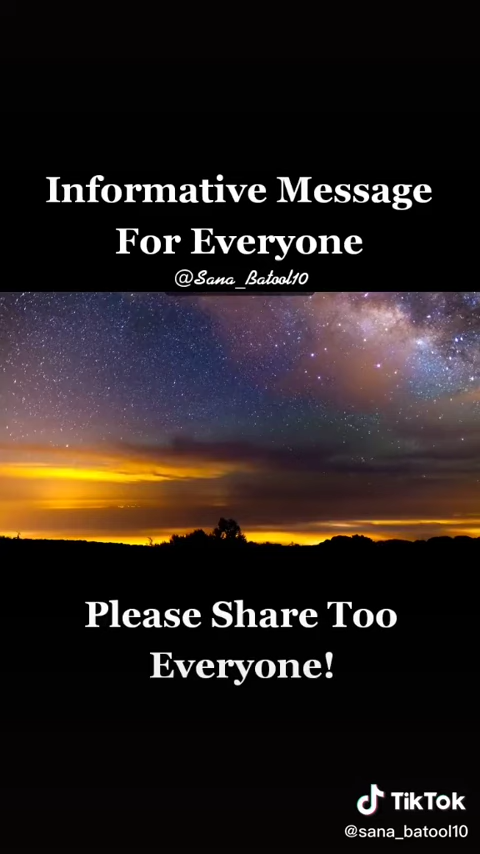 Informative Message
For Everyone
@Sana_Batool10
Please Share Too
Everyone!
TikTok
@sana_batool10